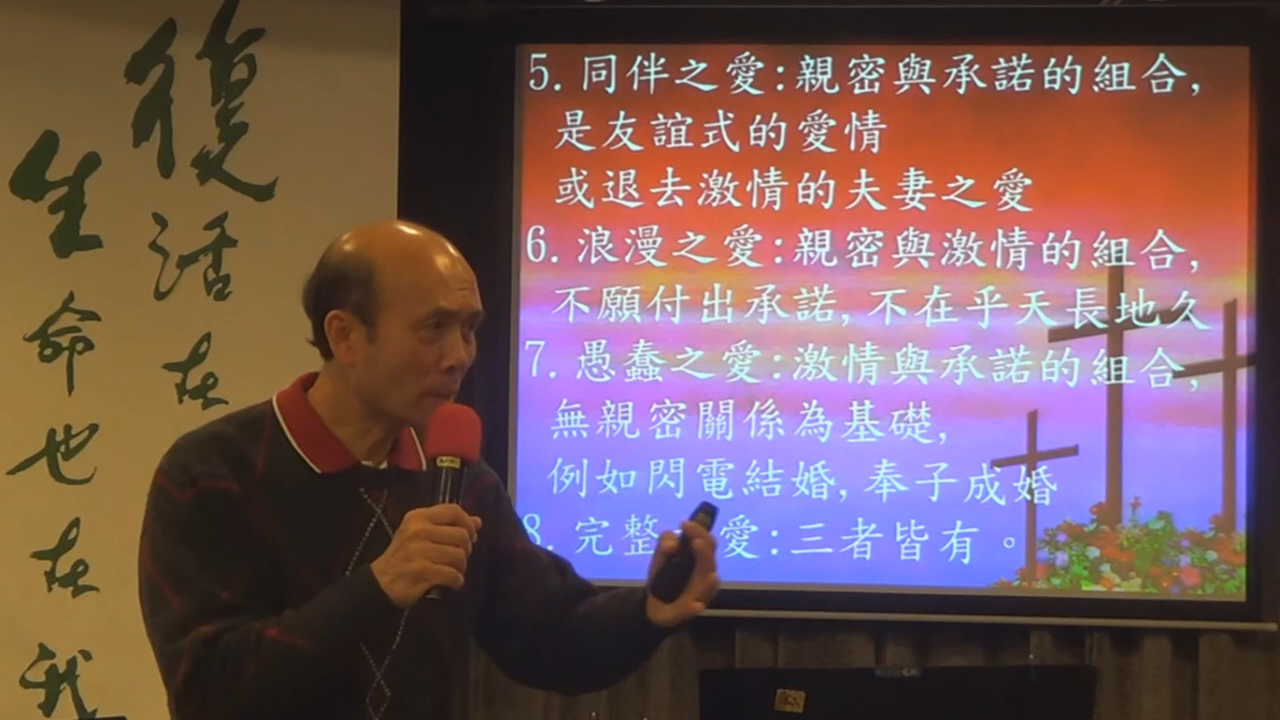 復活在
生命也在我
5. 同伴之愛:親密與承諾的組合,
是友誼式的愛情
或退去激情的夫妻之愛
6. 浪漫之愛:親密與激情的組合,
不願付出承諾,不在乎天長地久
7. 愚蠢之愛:激情與承諾的組合,
無親密關係為基礎,
例如閃電結婚,奉子成婚
8. 完整 愛:三者皆有。